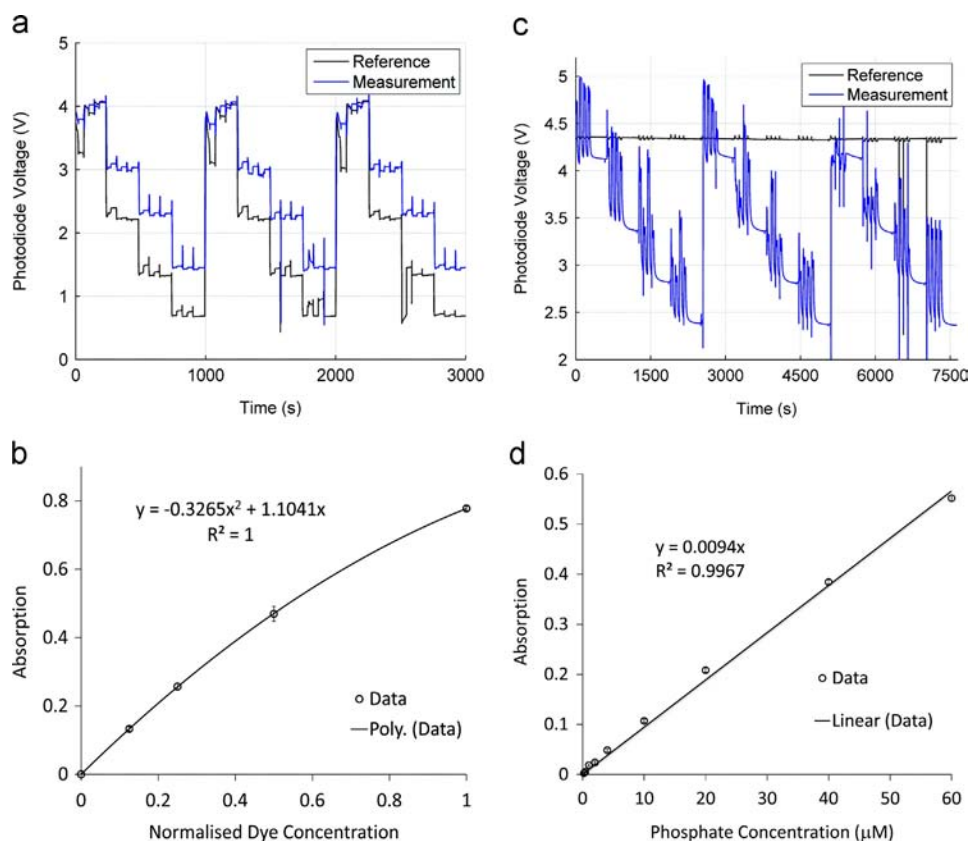 a
5
4
3
2
1
0
Photodiode Voltage (V)
Reference
Measurement
0 1000 2000 3000
Time (s)
c
5
4.5
4
3.5
3
2.5
2
Photodiode Voltage (V)
Reference
Measurement
0 1500 3000 4500 6000 7500
Time (s)
b
0.8
0.6
0.4
0.2
0
Absorption
y = -0.3265x² + 1.1041x
R² = 1
Data
Poly. (Data)
0 0.2 0.4 0.6 0.8 1
Normalised Dye Concentration
d
0.6
0.5
0.4
0.3
0.2
0.1
0
Absorption
y = 0.0094x
R² = 0.9967
Data
Linear (Data)
0 10 20 30 40 50 60
Phosphate Concentration (μM)